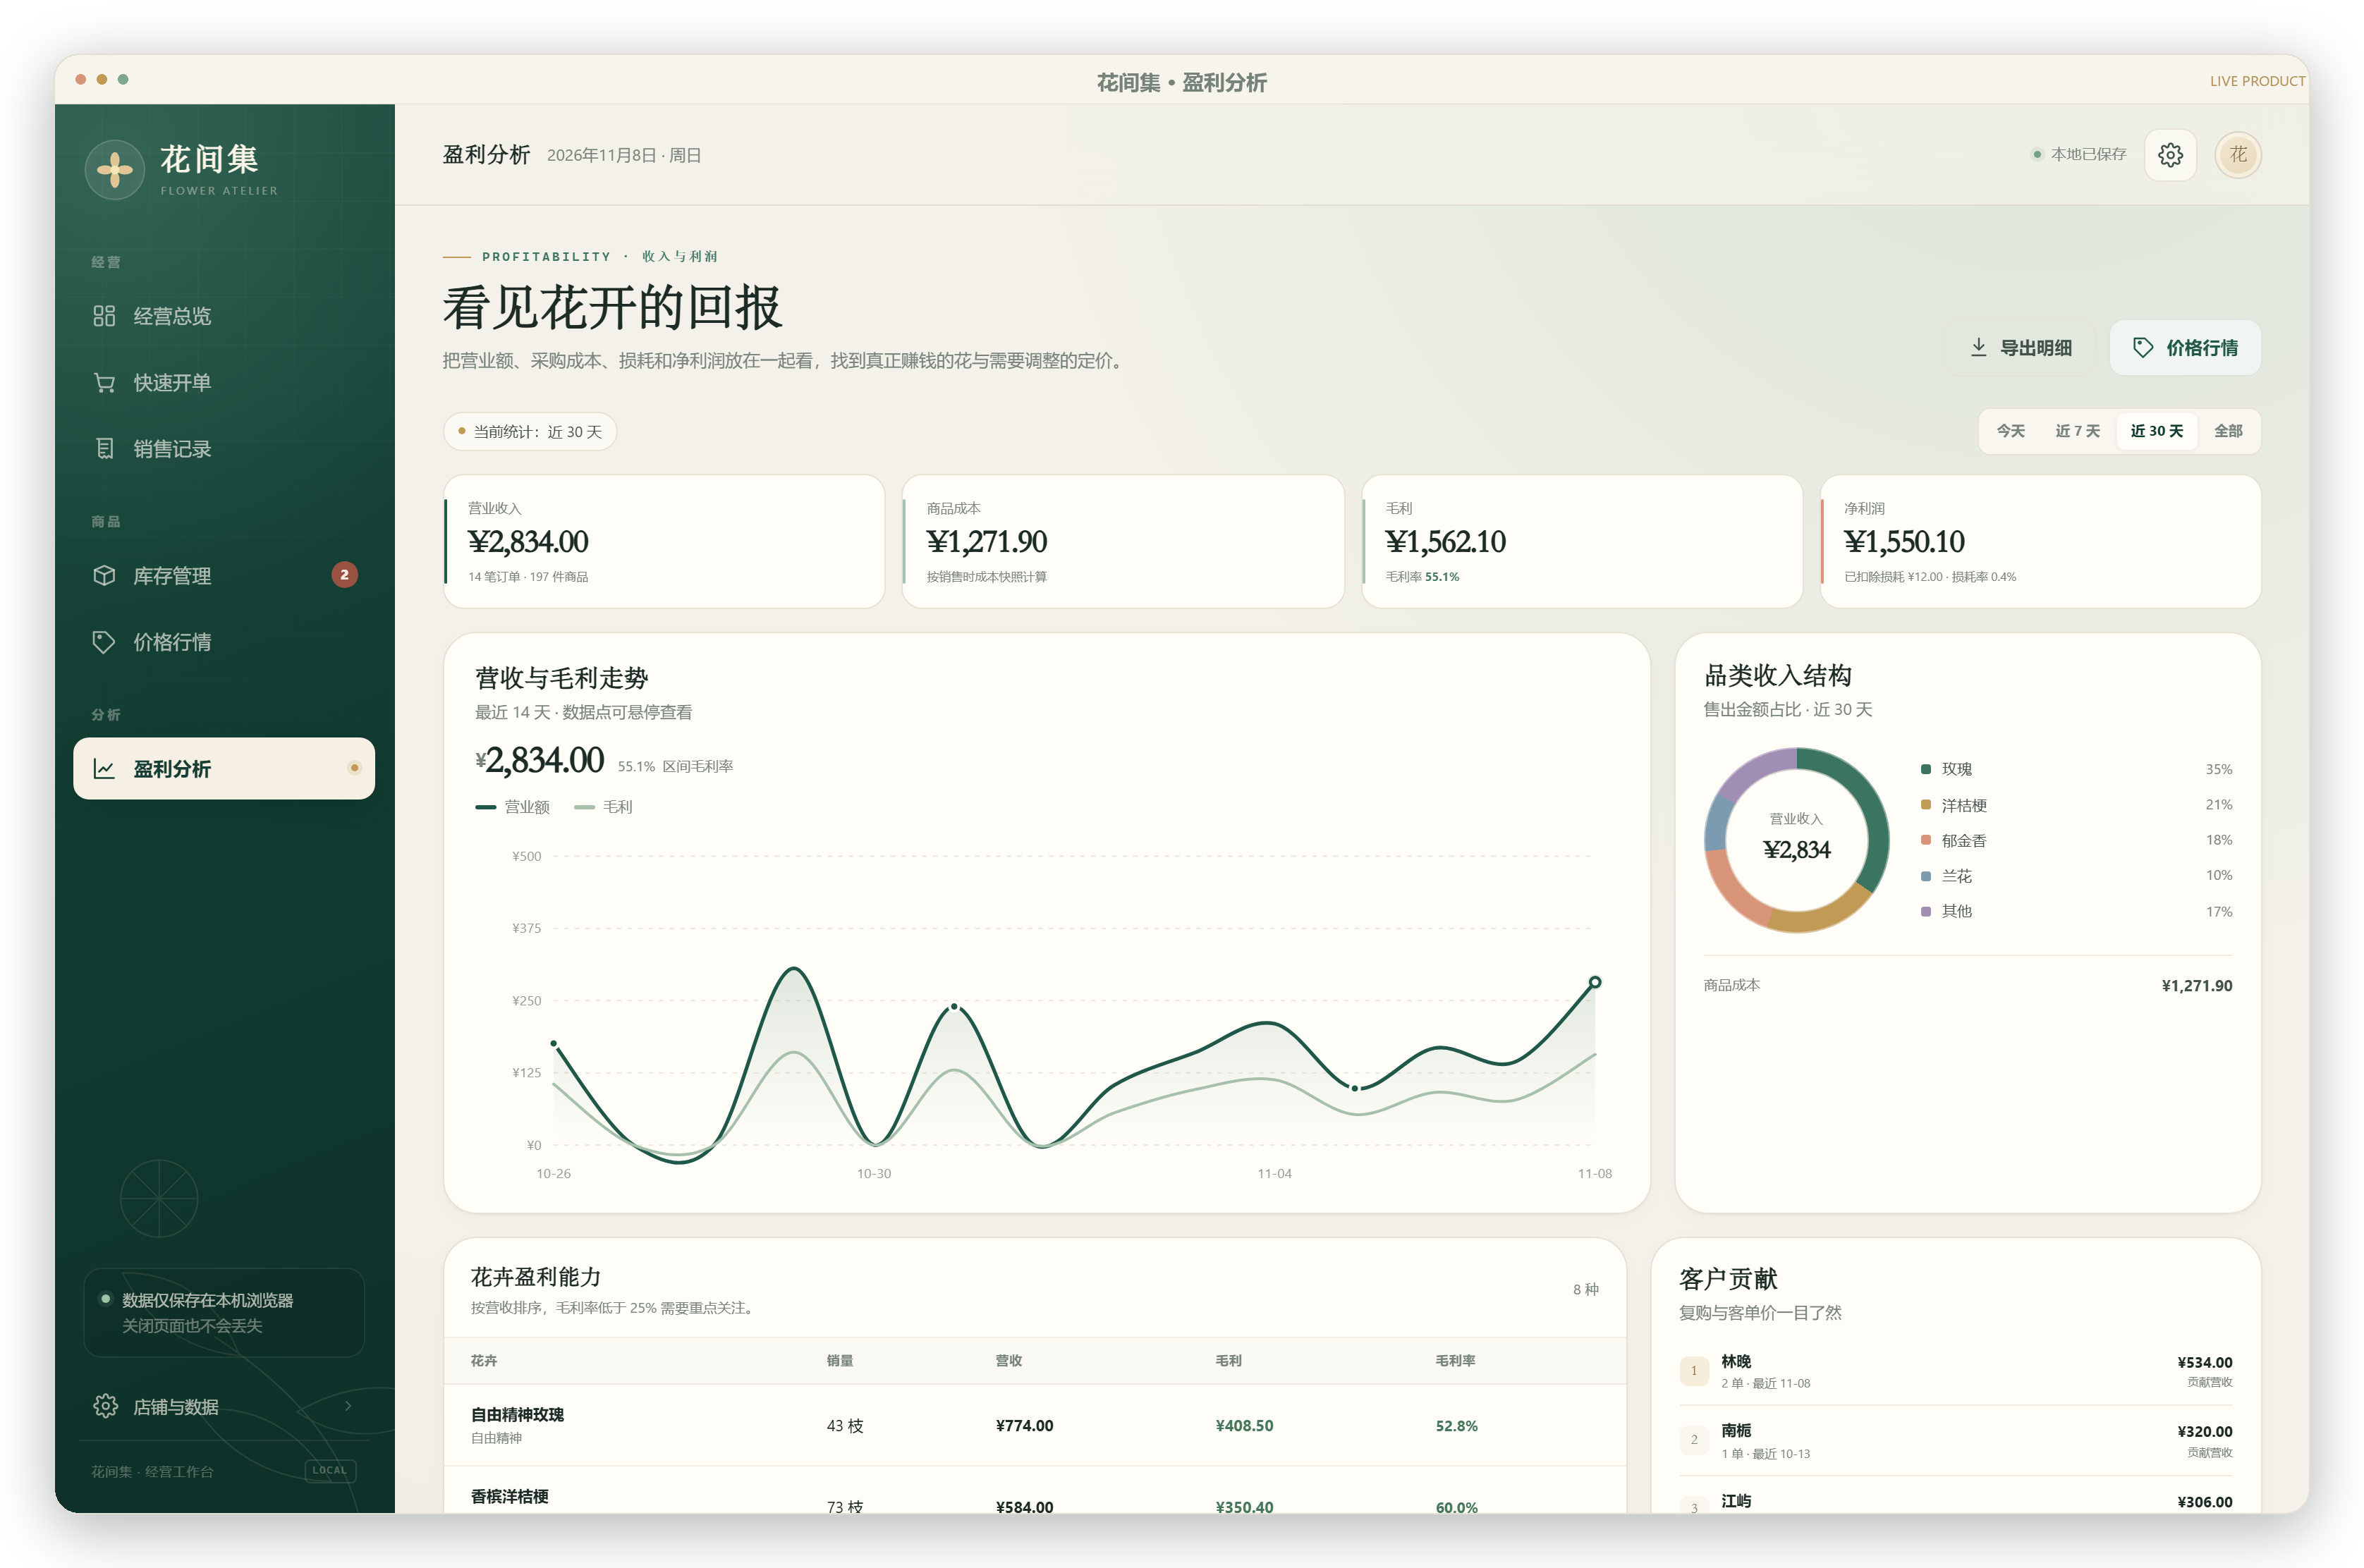 花间集 • 盈利分析
LIVE PRODUCT
花间集
FLOWER ATELIER
经营
经营总览
快速开单
销售记录
商品
库存管理
2
价格行情
分析
盈利分析
数据仅保存在本机浏览器
关闭页面也不会丢失
店铺与数据
花间集 · 经营工作台
LOCAL
盈利分析
2026年11月8日 · 周日
本地已保存
花
PROFITABILITY · 收入与利润
看见花开的回报
把营业额、采购成本、损耗和净利润放在一起看，找到真正赚钱的花与需要调整的定价。
导出明细
价格行情
当前统计：近 30 天
今天
近 7 天
近 30 天
全部
营业收入
¥2,834.00
14 笔订单 · 197 件商品
商品成本
¥1,271.90
按销售时成本快照计算
毛利
¥1,562.10
毛利率 55.1%
净利润
¥1,550.10
已扣除损耗 ¥12.00 · 损耗率 0.4%
营收与毛利走势
最近 14 天 · 数据点可悬停查看
¥2,834.00 55.1% 区间毛利率
营业额
毛利
¥500
¥375
¥250
¥125
¥0
10-26
10-30
11-04
11-08
品类收入结构
售出金额占比 · 近 30 天
营业收入
¥2,834
玫瑰 35%
洋桔梗 21%
郁金香 18%
兰花 10%
其他 17%
商品成本 ¥1,271.90
花卉盈利能力
按营收排序，毛利率低于 25% 需要重点关注。
8 种
花卉 销量 营收 毛利 毛利率
自由精神玫瑰
自由精神
43 枝 ¥774.00 ¥408.50 52.8%
香槟洋桔梗
73 枝 ¥584.00 ¥350.40 60.0%
客户贡献
复购与客单价一目了然
1
林晚
2 单 · 最近 11-08
¥534.00
贡献营收
2
南栀
1 单 · 最近 10-13
¥320.00
贡献营收
3
江屿
¥306.00